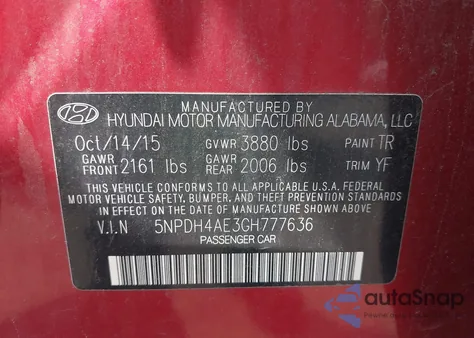 MANUFACTURED BY
HYUNDAI MOTOR MANUFACTURING ALABAMA, LLC
Oct/14/15 GVWR 3880 lbs PAINT TR
GAWR FRONT 2161 lbs GAWR REAR 2006 lbs TRIM YF
THIS VEHICLE CONFORMS TO ALL APPLICABLE U.S.A. FEDERAL
MOTOR VEHICLE SAFETY, BUMPER, AND THEFT PREVENTION STANDARDS
IN EFFECT ON THE DATE OF MANUFACTURE SHOWN ABOVE.
V.I.N 5NPDH4AE3GH777636
PASSENGER CAR
autoSnap